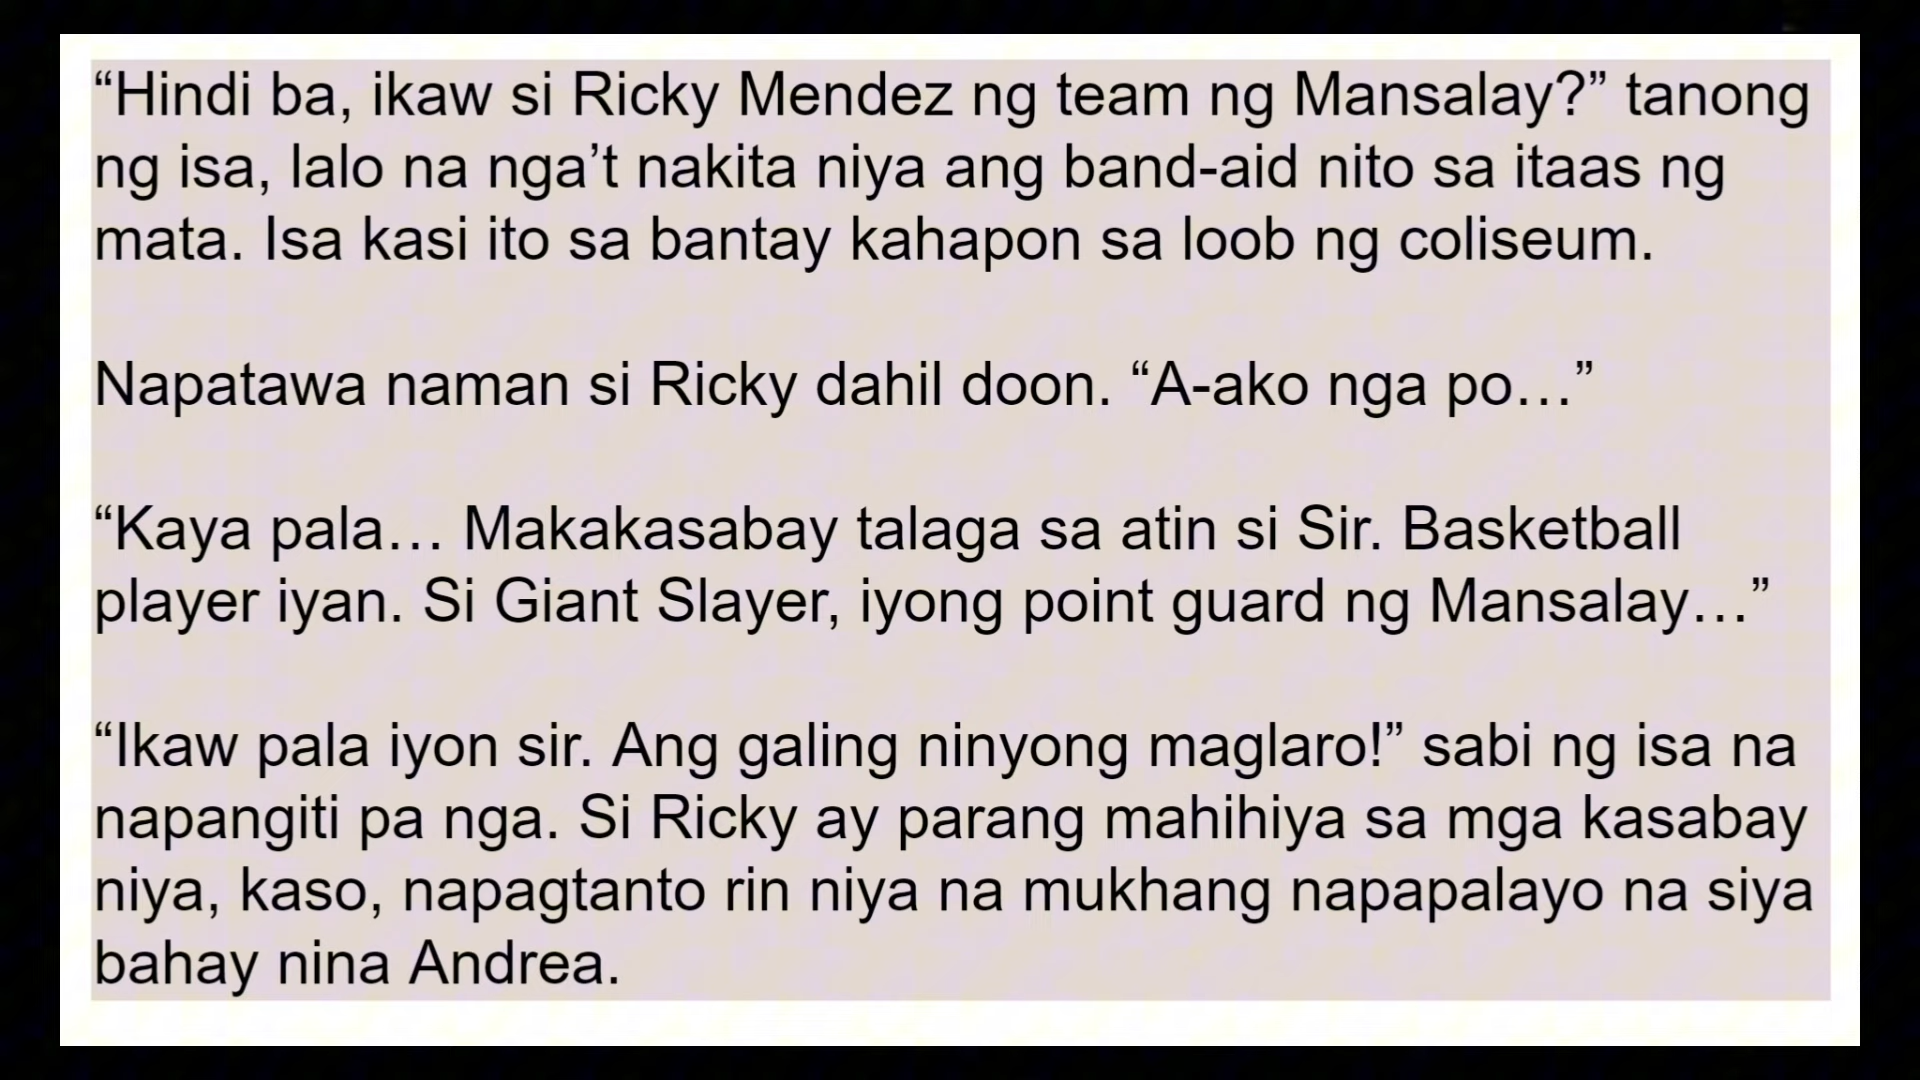 “Hindi ba, ikaw si Ricky Mendez ng team ng Mansalay?” tanong
ng isa, lalo na nga’t nakita niya ang band-aid nito sa itaas ng
mata. Isa kasi ito sa bantay kahapon sa loob ng coliseum.
Napatawa naman si Ricky dahil doon. “A-ako nga po…”
“Kaya pala… Makakasabay talaga sa atin si Sir. Basketball
player iyan. Si Giant Slayer, iyong point guard ng Mansalay…”
“Ikaw pala iyon sir. Ang galing ninyong maglaro!” sabi ng isa na
napangiti pa nga. Si Ricky ay parang mahihiya sa mga kasabay
niya, kaso, napagtanto rin niya na mukhang napapalayo na siya
bahay nina Andrea.